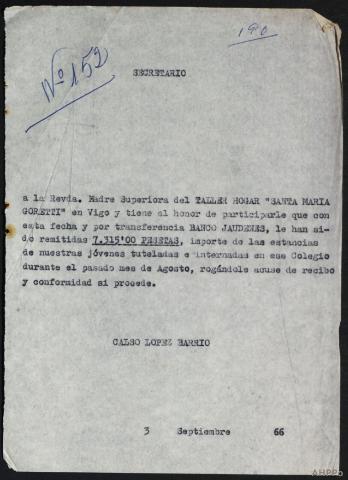 190
Nº 152
SECRETARIO
a la Revda. Madre Superiora del TALLER HOGAR "SANTA MARIA
GORETTI" en Vigo y tiene el honor de participarle que con
esta fecha y por transferencia BANCO JAUDENES, le han si-
do remitidas 7.315'00 PESETAS, importe de las estancias
de nuestras jóvenes tuteladas e internadas en ese Colegio
durante el pasado mes de Agosto, rogándole acuse de recibo
y conformidad si procede.
CALSO LOPEZ BARRIO
3 Septiembre 66
AHPPo